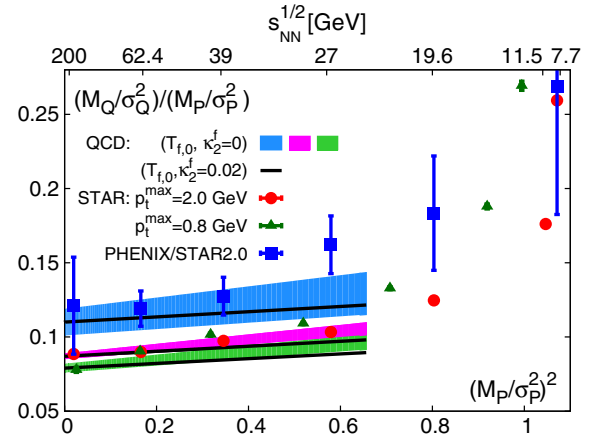 s_NN^1/2 [GeV]
200 62.4 39 27 19.6 11.5 7.7
(M_Q/σ_Q^2)/(M_P/σ_P^2)
QCD: (T_f,0, κ_2^f=0)
(T_f,0, κ_2^f=0.02)
STAR: p_t^max=2.0 GeV
p_t^max=0.8 GeV
PHENIX/STAR2.0
(M_P/σ_P^2)^2
0.25
0.2
0.15
0.1
0.05
0 0.2 0.4 0.6 0.8 1